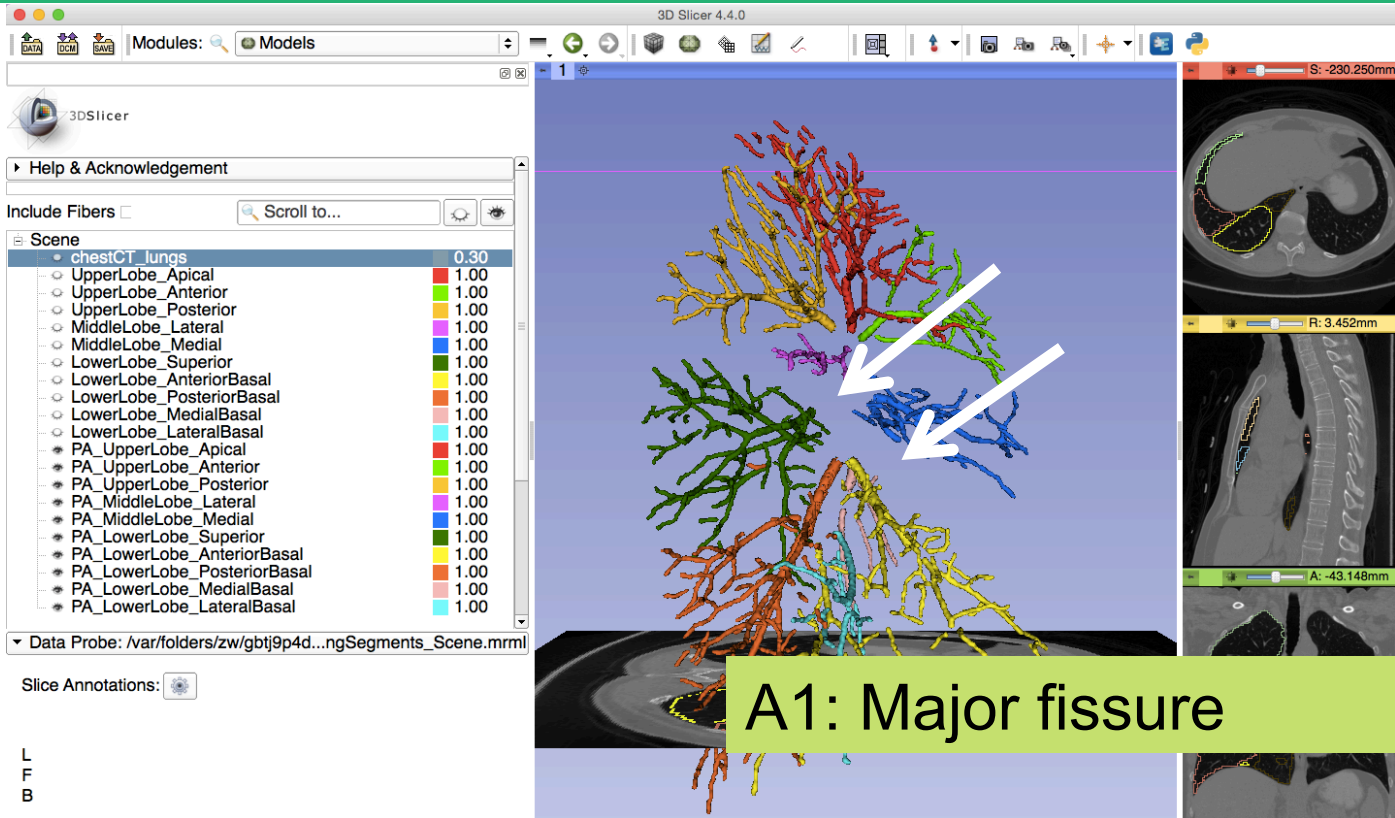 3D Slicer 4.4.0
DATA DCM SAVE Modules: Models
1
S: -230.250mm
3DSlicer
Help & Acknowledgement
Include Fibers Scroll to...
Scene
chestCT_lungs 0.30
UpperLobe_Apical 1.00
UpperLobe_Anterior 1.00
UpperLobe_Posterior 1.00
MiddleLobe_Lateral 1.00
MiddleLobe_Medial 1.00
LowerLobe_Superior 1.00
LowerLobe_AnteriorBasal 1.00
LowerLobe_PosteriorBasal 1.00
LowerLobe_MedialBasal 1.00
LowerLobe_LateralBasal 1.00
PA_UpperLobe_Apical 1.00
PA_UpperLobe_Anterior 1.00
PA_UpperLobe_Posterior 1.00
PA_MiddleLobe_Lateral 1.00
PA_MiddleLobe_Medial 1.00
PA_LowerLobe_Superior 1.00
PA_LowerLobe_AnteriorBasal 1.00
PA_LowerLobe_PosteriorBasal 1.00
PA_LowerLobe_MedialBasal 1.00
PA_LowerLobe_LateralBasal 1.00
R: 3.452mm
A: -43.148mm
Data Probe: /var/folders/zw/gbtj9p4d...ngSegments_Scene.mrml
Slice Annotations:
L
F
B
A1: Major fissure